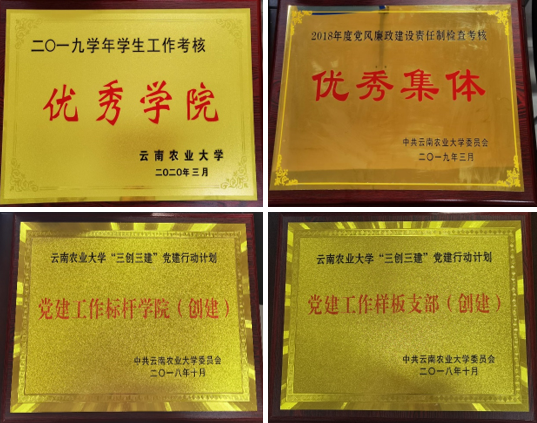 二〇一九学年学生工作考核
优秀学院
云南农业大学
二〇二〇年三月
2018年度党风廉政建设责任制检查考核
优秀集体
中共云南农业大学委员会
二〇一九年三月
云南农业大学“三创三建”党建行动计划
党建工作标杆学院（创建）
中共云南农业大学委员会
二〇一八年十月
云南农业大学“三创三建”党建行动计划
党建工作样板支部（创建）
中共云南农业大学委员会
二〇一八年十月